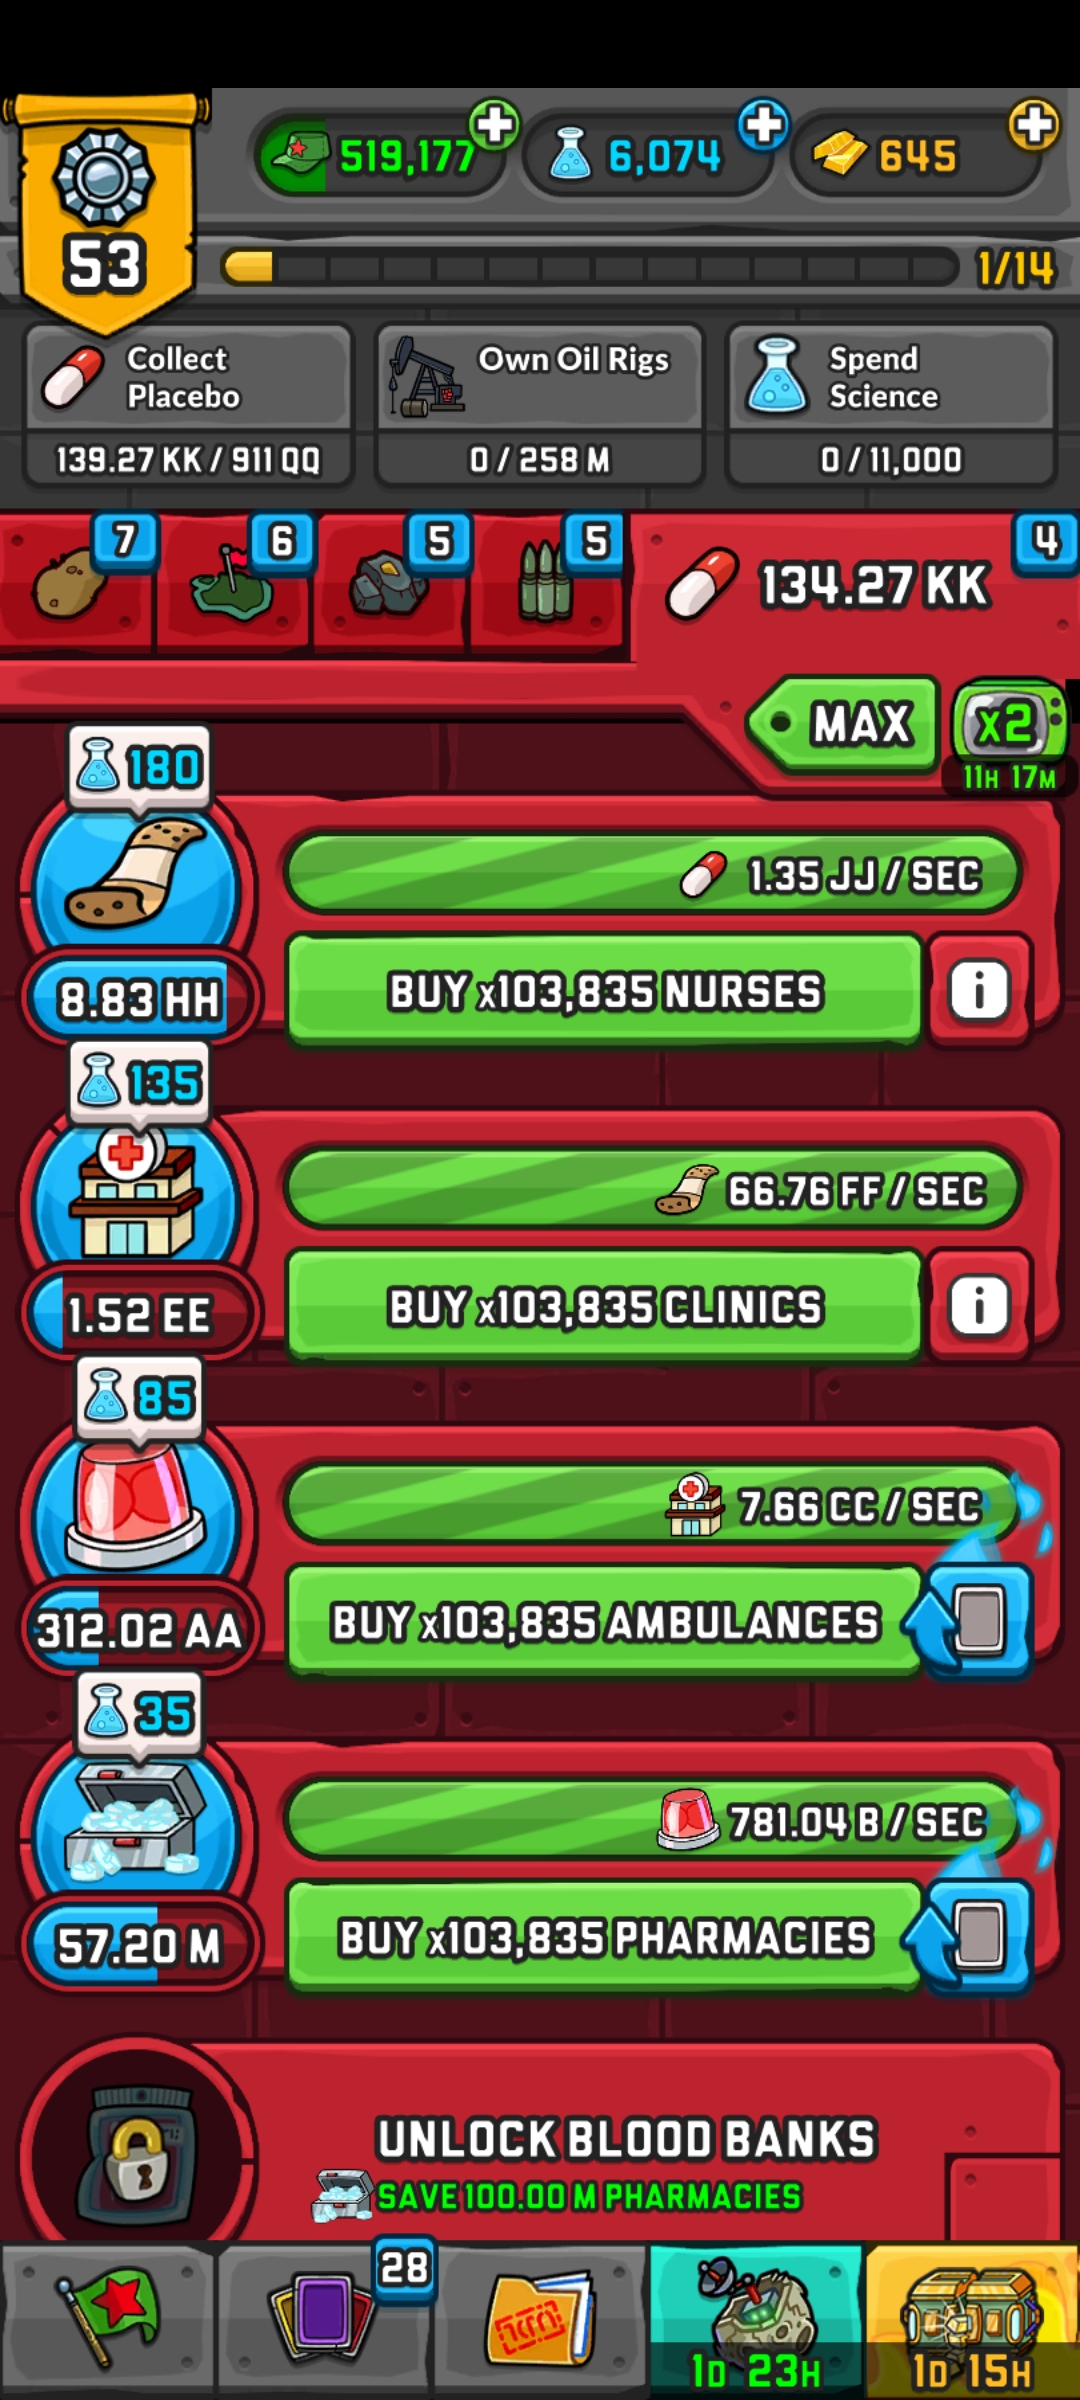 519,177
6,074
645
53
1/14
Collect
Placebo
139.27 KK / 911 QQ
Own Oil Rigs
0 / 258 M
Spend
Science
0 / 11,000
7
6
5
5
134.27 KK
4
MAX
x2
11H 17M
180
1.35 JJ / SEC
8.83 HH
BUY x103,835 NURSES
i
135
66.76 FF / SEC
1.52 EE
BUY x103,835 CLINICS
i
85
7.66 CC / SEC
312.02 AA
BUY x103,835 AMBULANCES
35
781.04 B / SEC
57.20 M
BUY x103,835 PHARMACIES
UNLOCK BLOOD BANKS
SAVE 100.00 M PHARMACIES
28
1D 23H
1D 15H